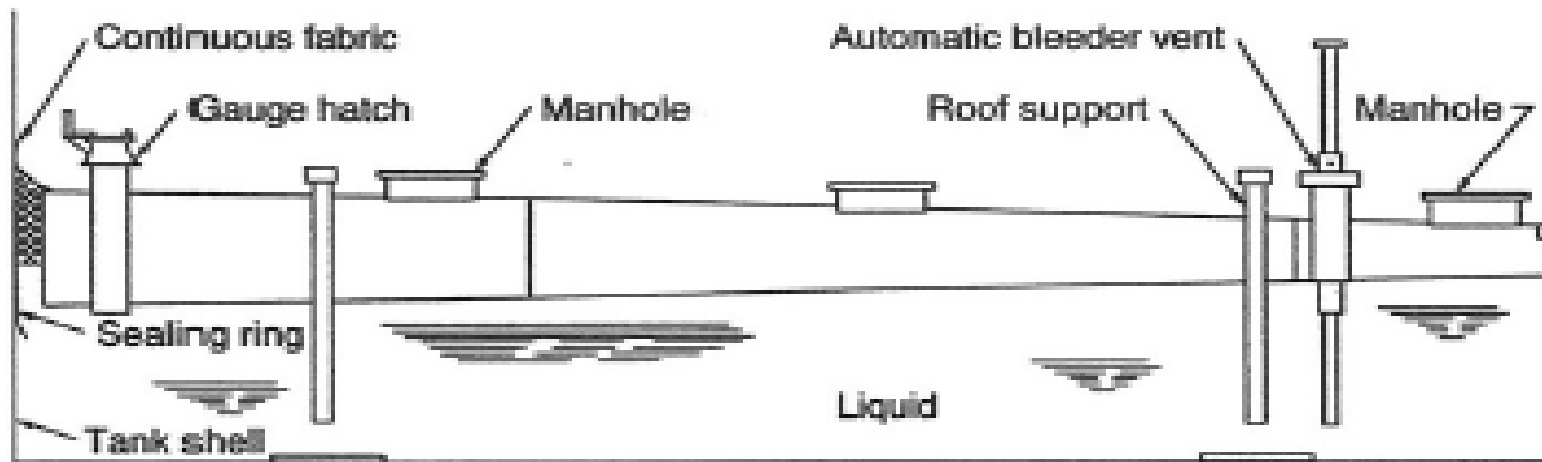 Continuous fabric
Automatic bleeder vent
Gauge hatch
Manhole
Roof support
Manhole
Sealing ring
Liquid
Tank shell